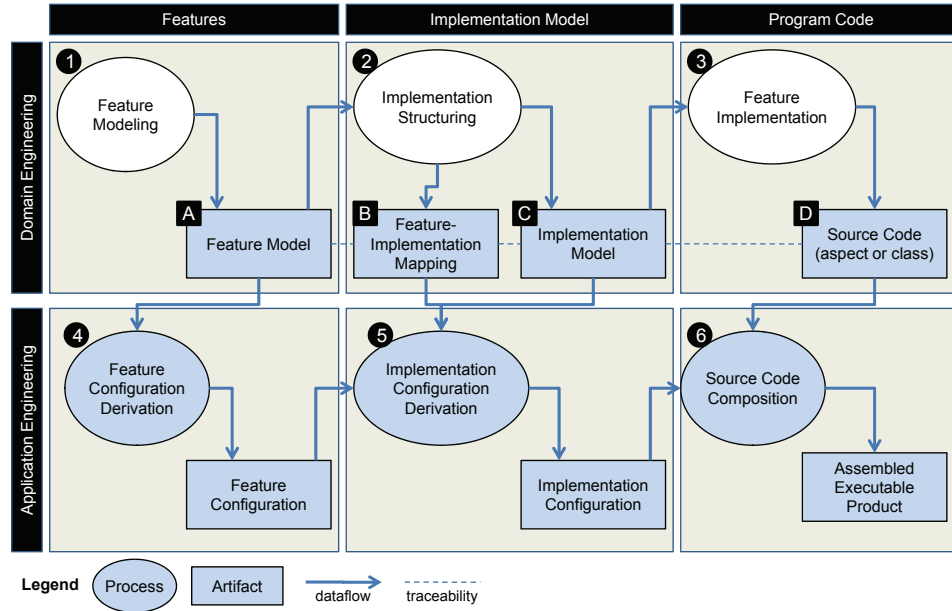 Features
Implementation Model
Program Code
Domain Engineering
1
Feature
Modeling
2
Implementation
Structuring
3
Feature
Implementation
A
Feature Model
B
Feature-
Implementation
Mapping
C
Implementation
Model
D
Source Code
(aspect or class)
Application Engineering
4
Feature
Configuration
Derivation
5
Implementation
Configuration
Derivation
6
Source Code
Composition
Feature
Configuration
Implementation
Configuration
Assembled
Executable
Product
Legend
Process
Artifact
dataflow
traceability